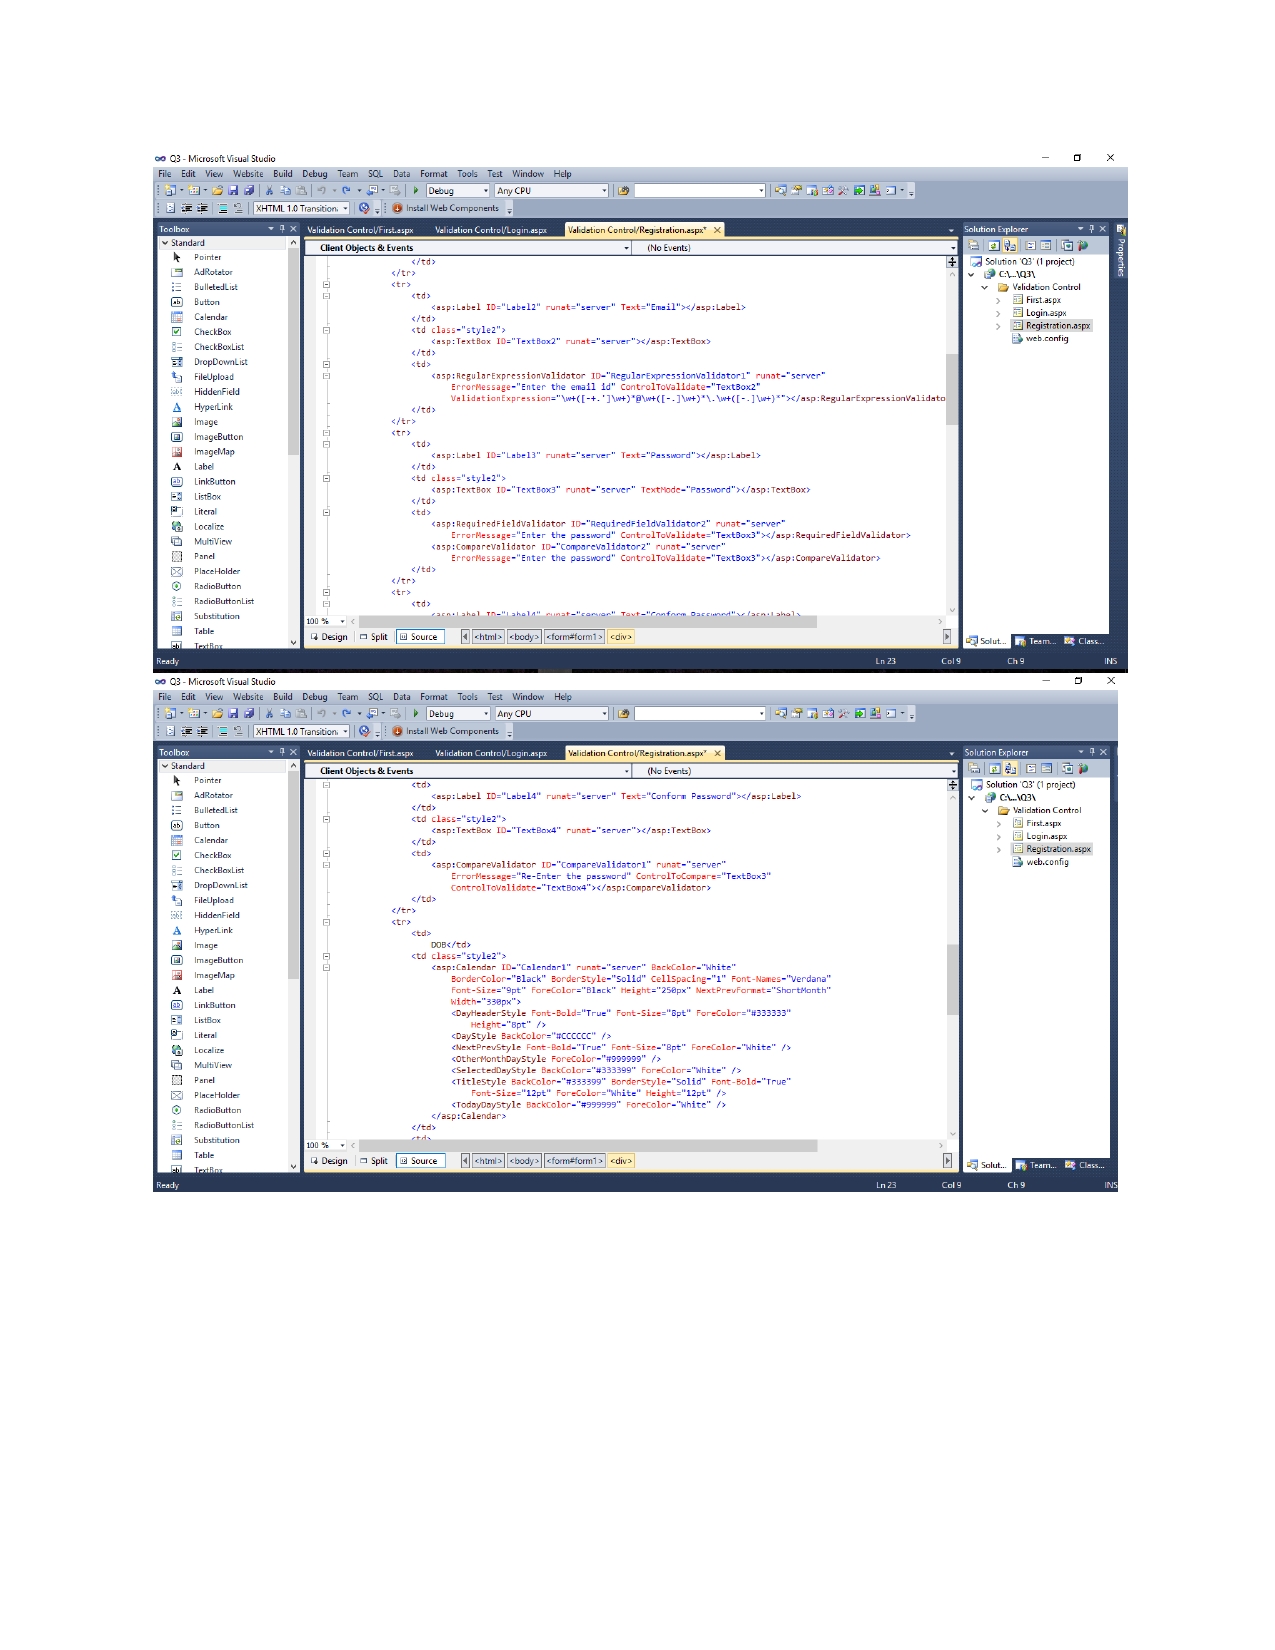 Q3 - Microsoft Visual Studio
File Edit View Website Build Debug Team SQL Data Format Tools Test Window Help
Debug Any CPU
XHTML 1.0 Transition. Install Web Components
Toolbox
Standard
Pointer
AdRotator
BulletedList
Button
Calendar
CheckBox
CheckBoxList
DropDownList
FileUpload
HiddenField
HyperLink
Image
ImageButton
ImageMap
Label
LinkButton
ListBox
Literal
Localize
MultiView
Panel
PlaceHolder
RadioButton
RadioButtonList
Substitution
Table
TextBox
Validation Control/First.aspx Validation Control/Login.aspx Validation Control/Registration.aspx*
Client Objects & Events (No Events)
</td>
</tr>
<tr>
<td>
<asp:Label ID="Label2" runat="server" Text="Email"></asp:Label>
</td>
<td class="style2">
<asp:TextBox ID="TextBox2" runat="server"></asp:TextBox>
</td>
<td>
<asp:RegularExpressionValidator ID="RegularExpressionValidator1" runat="server"
ErrorMessage="Enter the email id" ControlToValidate="TextBox2"
ValidationExpression="\w+([-+.']\w+)*@\w+([-.]\w+)*\.\w+([-.]\w+)*"></asp:RegularExpressionValidato
</td>
</tr>
<tr>
<td>
<asp:Label ID="Label3" runat="server" Text="Password"></asp:Label>
</td>
<td class="style2">
<asp:TextBox ID="TextBox3" runat="server" TextMode="Password"></asp:TextBox>
</td>
<td>
<asp:RequiredFieldValidator ID="RequiredFieldValidator2" runat="server"
ErrorMessage="Enter the password" ControlToValidate="TextBox3"></asp:RequiredFieldValidator>
<asp:CompareValidator ID="CompareValidator2" runat="server"
ErrorMessage="Enter the password" ControlToValidate="TextBox3"></asp:CompareValidator>
</td>
</tr>
<tr>
<td>
<asp:Label ID="Label4" runat="server" Text="Conform Password"></asp:Label>
100 %
Design Split Source <html> <body> <form#form1> <div>
Solution Explorer
Solution 'Q3' (1 project)
C:\...\Q3\
Validation Control
First.aspx
Login.aspx
Registration.aspx
web.config
Properties
Solut... Team... Class...
Ready Ln 23 Col 9 Ch 9 INS
Q3 - Microsoft Visual Studio
File Edit View Website Build Debug Team SQL Data Format Tools Test Window Help
Debug Any CPU
XHTML 1.0 Transition. Install Web Components
Toolbox
Standard
Pointer
AdRotator
BulletedList
Button
Calendar
CheckBox
CheckBoxList
DropDownList
FileUpload
HiddenField
HyperLink
Image
ImageButton
ImageMap
Label
LinkButton
ListBox
Literal
Localize
MultiView
Panel
PlaceHolder
RadioButton
RadioButtonList
Substitution
Table
TextBox
Validation Control/First.aspx Validation Control/Login.aspx Validation Control/Registration.aspx*
Client Objects & Events (No Events)
<td>
<asp:Label ID="Label4" runat="server" Text="Conform Password"></asp:Label>
</td>
<td class="style2">
<asp:TextBox ID="TextBox4" runat="server"></asp:TextBox>
</td>
<td>
<asp:CompareValidator ID="CompareValidator1" runat="server"
ErrorMessage="Re-Enter the password" ControlToCompare="TextBox3"
ControlToValidate="TextBox4"></asp:CompareValidator>
</td>
</tr>
<tr>
<td>
DOB</td>
<td class="style2">
<asp:Calendar ID="Calendar1" runat="server" BackColor="White"
BorderColor="Black" BorderStyle="Solid" CellSpacing="1" Font-Names="Verdana"
Font-Size="9pt" ForeColor="Black" Height="250px" NextPrevFormat="ShortMonth"
Width="330px">
<DayHeaderStyle Font-Bold="True" Font-Size="8pt" ForeColor="#333333"
Height="8pt" />
<DayStyle BackColor="#CCCCCC" />
<NextPrevStyle Font-Bold="True" Font-Size="8pt" ForeColor="White" />
<OtherMonthDayStyle ForeColor="#999999" />
<SelectedDayStyle BackColor="#333399" ForeColor="White" />
<TitleStyle BackColor="#333399" BorderStyle="Solid" Font-Bold="True"
Font-Size="12pt" ForeColor="White" Height="12pt" />
<TodayDayStyle BackColor="#999999" ForeColor="White" />
</asp:Calendar>
</td>
<td>
100 %
Design Split Source <html> <body> <form#form1> <div>
Solution Explorer
Solution 'Q3' (1 project)
C:\...\Q3\
Validation Control
First.aspx
Login.aspx
Registration.aspx
web.config
Solut... Team... Class...
Ready Ln 23 Col 9 Ch 9 INS